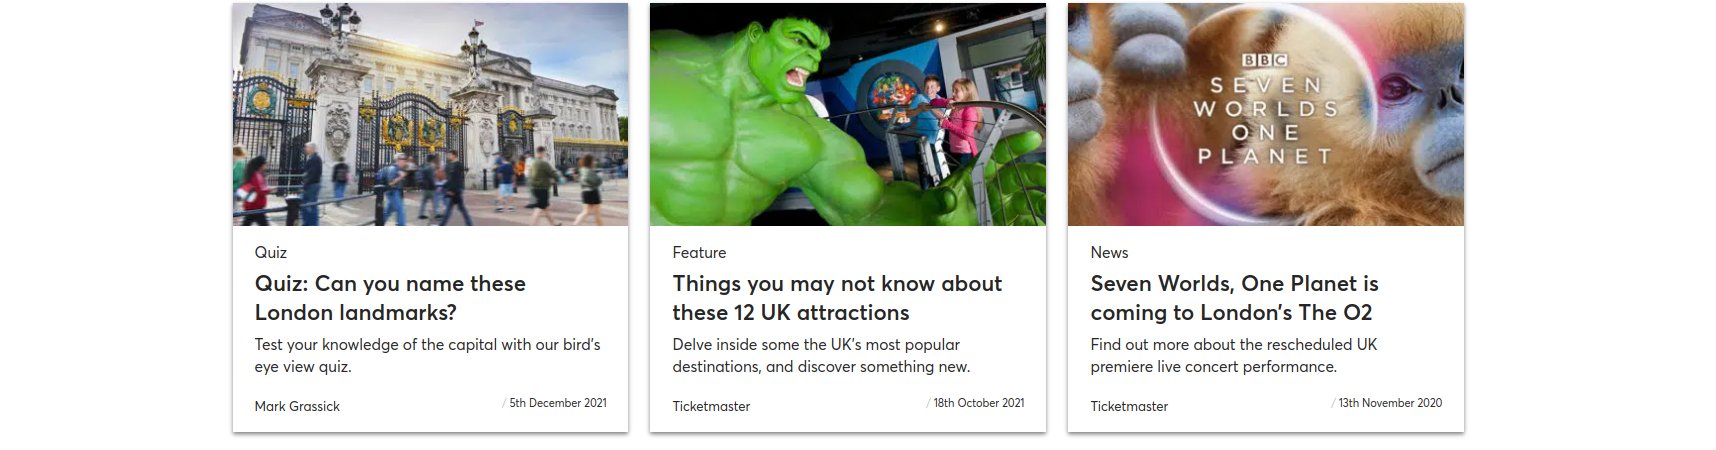 Quiz
Quiz: Can you name these
London landmarks?
Test your knowledge of the capital with our bird's
eye view quiz.
Mark Grassick
/ 5th December 2021
Feature
Things you may not know about
these 12 UK attractions
Delve inside some the UK's most popular
destinations, and discover something new.
Ticketmaster
/ 18th October 2021
BBC
SEVEN
WORLDS
ONE
PLANET
News
Seven Worlds, One Planet is
coming to London's The O2
Find out more about the rescheduled UK
premiere live concert performance.
Ticketmaster
/ 13th November 2020